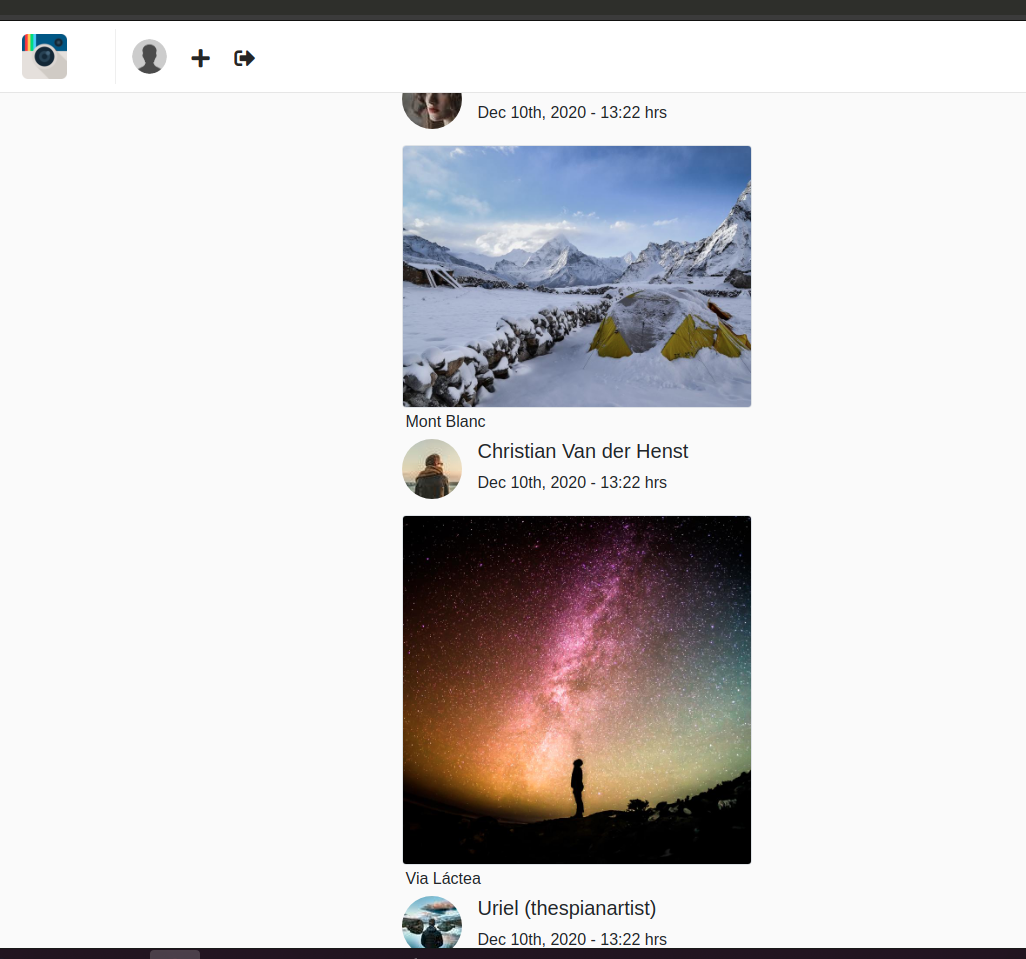 Dec 10th, 2020 - 13:22 hrs
Mont Blanc
Christian Van der Henst
Dec 10th, 2020 - 13:22 hrs
Via Láctea
Uriel (thespianartist)
Dec 10th, 2020 - 13:22 hrs